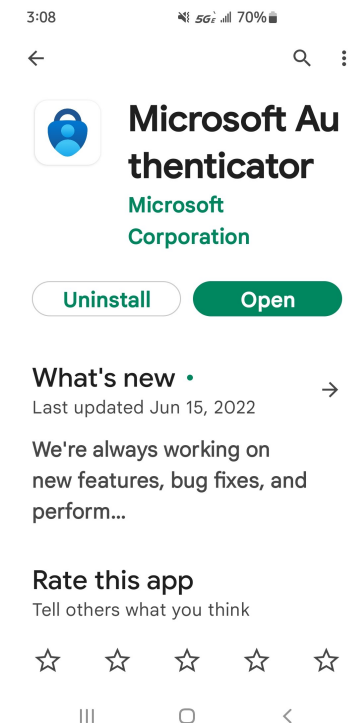 3:08 5GE 70%
Microsoft Au
thenticator
Microsoft
Corporation
Uninstall Open
What's new •
Last updated Jun 15, 2022
We're always working on
new features, bug fixes, and
perform...
Rate this app
Tell others what you think